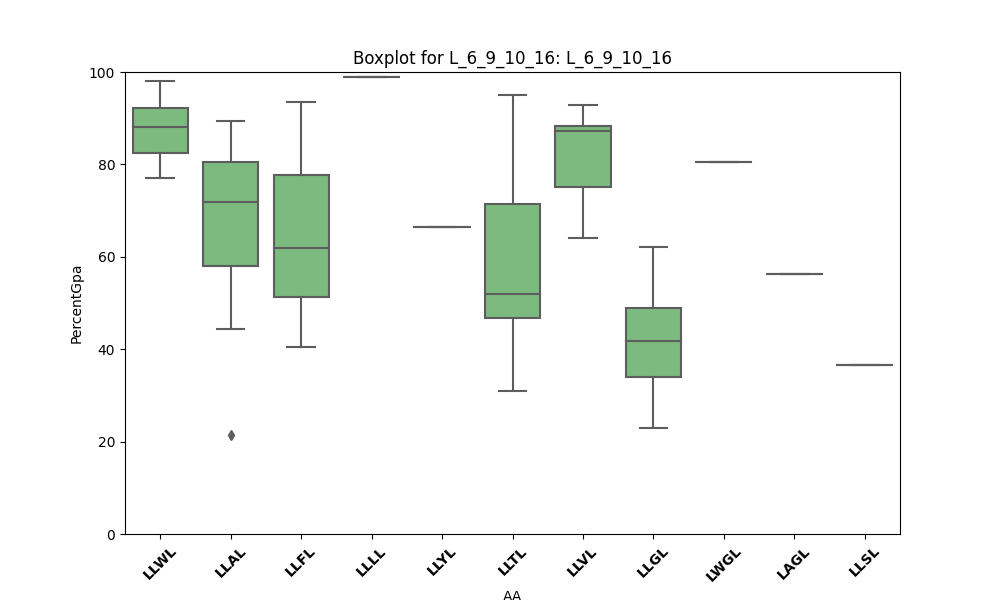 Boxplot for L_6_9_10_16: L_6_9_10_16
PercentGpa
100
80
60
40
20
0
LLWL LLAL LLFL LLLL LLYL LLTL LLVL LLGL LWGL LAGL LLSL
AA